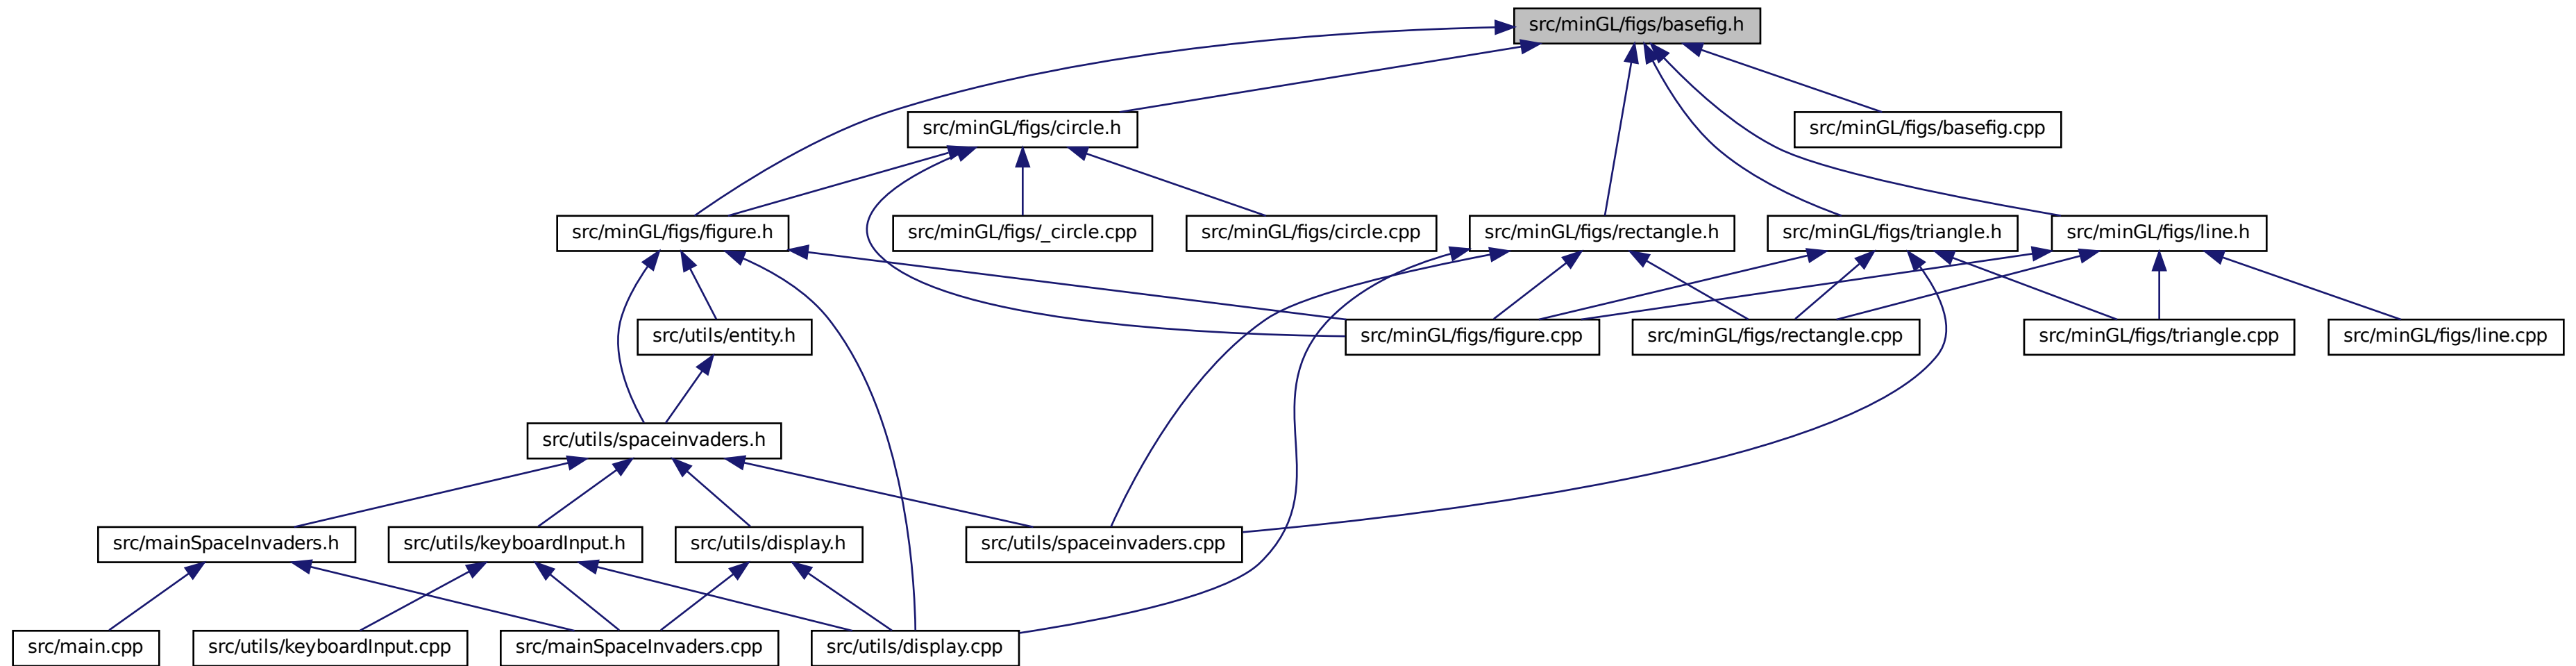 src/minGL/figs/basefig.h
src/minGL/figs/circle.h
src/minGL/figs/basefig.cpp
src/minGL/figs/figure.h
src/minGL/figs/_circle.cpp
src/minGL/figs/circle.cpp
src/minGL/figs/rectangle.h
src/minGL/figs/triangle.h
src/minGL/figs/line.h
src/utils/entity.h
src/minGL/figs/figure.cpp
src/minGL/figs/rectangle.cpp
src/minGL/figs/triangle.cpp
src/minGL/figs/line.cpp
src/utils/spaceinvaders.h
src/mainSpaceInvaders.h
src/utils/keyboardInput.h
src/utils/display.h
src/utils/spaceinvaders.cpp
src/main.cpp
src/utils/keyboardInput.cpp
src/mainSpaceInvaders.cpp
src/utils/display.cpp